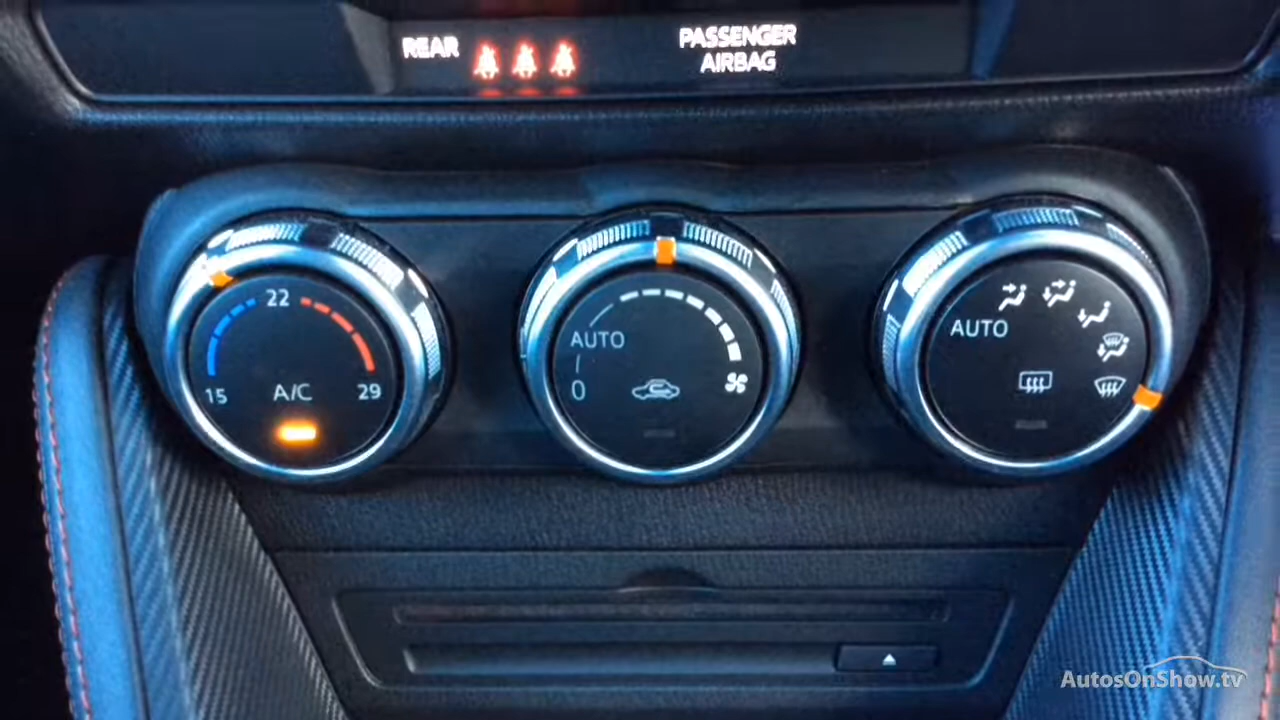 REAR
PASSENGER
AIRBAG
22
15
A/C
29
AUTO
0
AUTO
AutosOnShow.tv